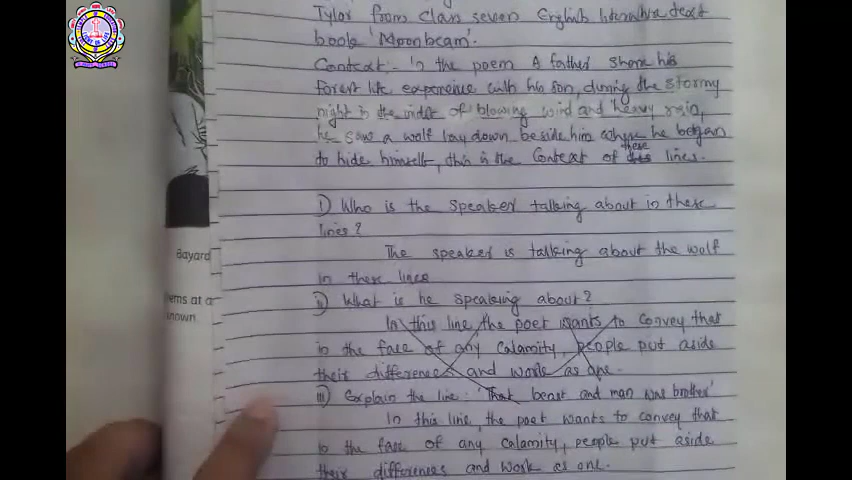 Tylor from Class seven English literature text
book 'Moonbeam'.
Context:- In the poem A father share his
forest life experience with his son, during the stormy
night in the midst of blowing wind and heavy rain,
he saw a wolf lay down beside him where he began
to hide himself, this is the Context of these lines.
i) Who is the speaker talking about in these
lines?
The speaker is talking about the wolf
in these lines
Bayard
ii) What is he speaking about?
ems at a
nown.
In this line, the poet wants to convey that
in the face of any calamity, people put aside
their differences and work as one.
iii) Explain the line: 'That beast and man was brother'
In this line, the poet wants to convey that
in the face of any calamity, people put aside
their differences and work as one.